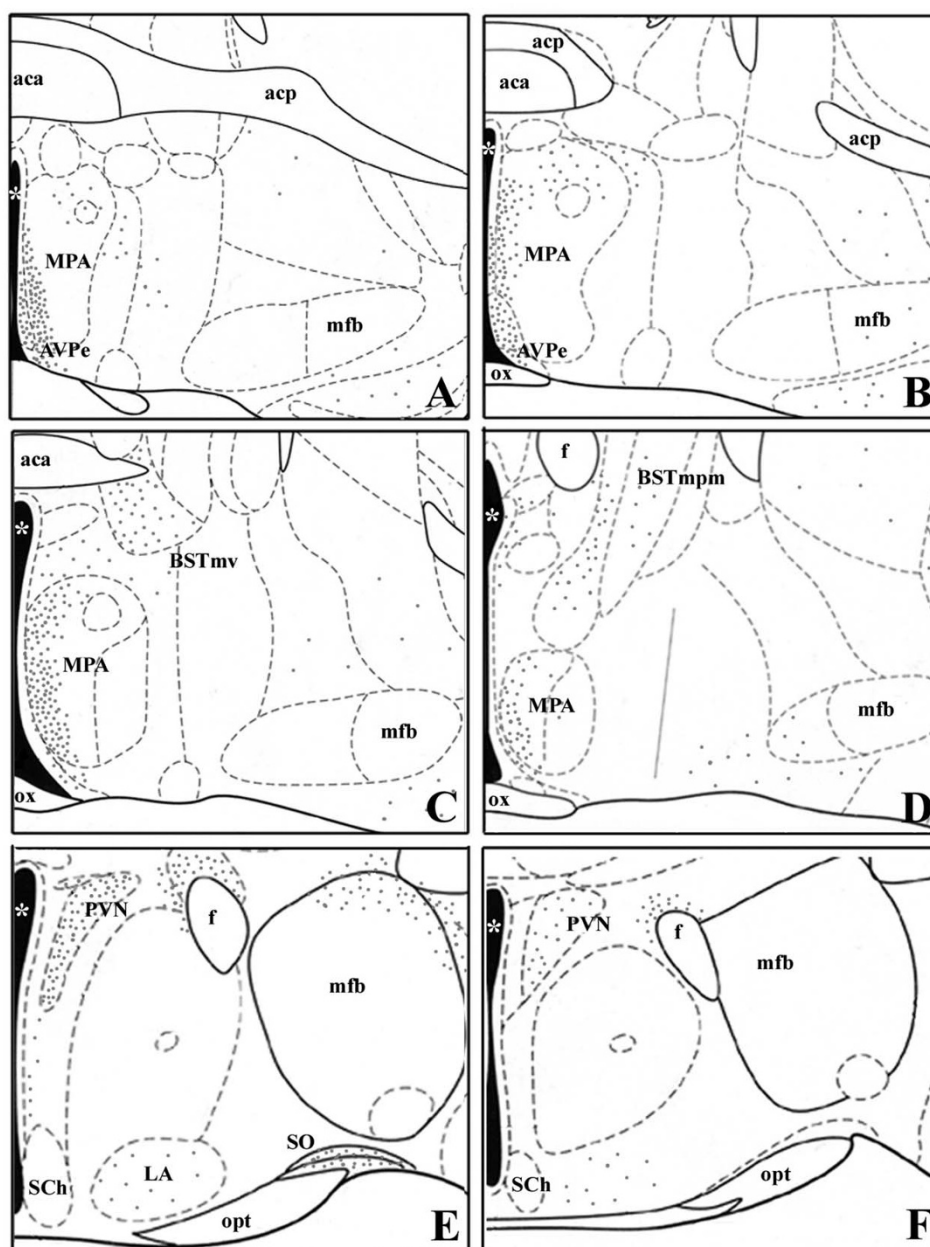 acp
aca
*
MPA
mfb
AVPe
A
acp
aca
acp
*
MPA
mfb
AVPe
ox
B
aca
*
BSTmv
MPA
mfb
ox
C
f
BSTmpm
*
MPA
mfb
ox
D
*
PVN
f
mfb
SO
LA
SCh
opt
E
*
PVN
f
mfb
SCh
opt
F